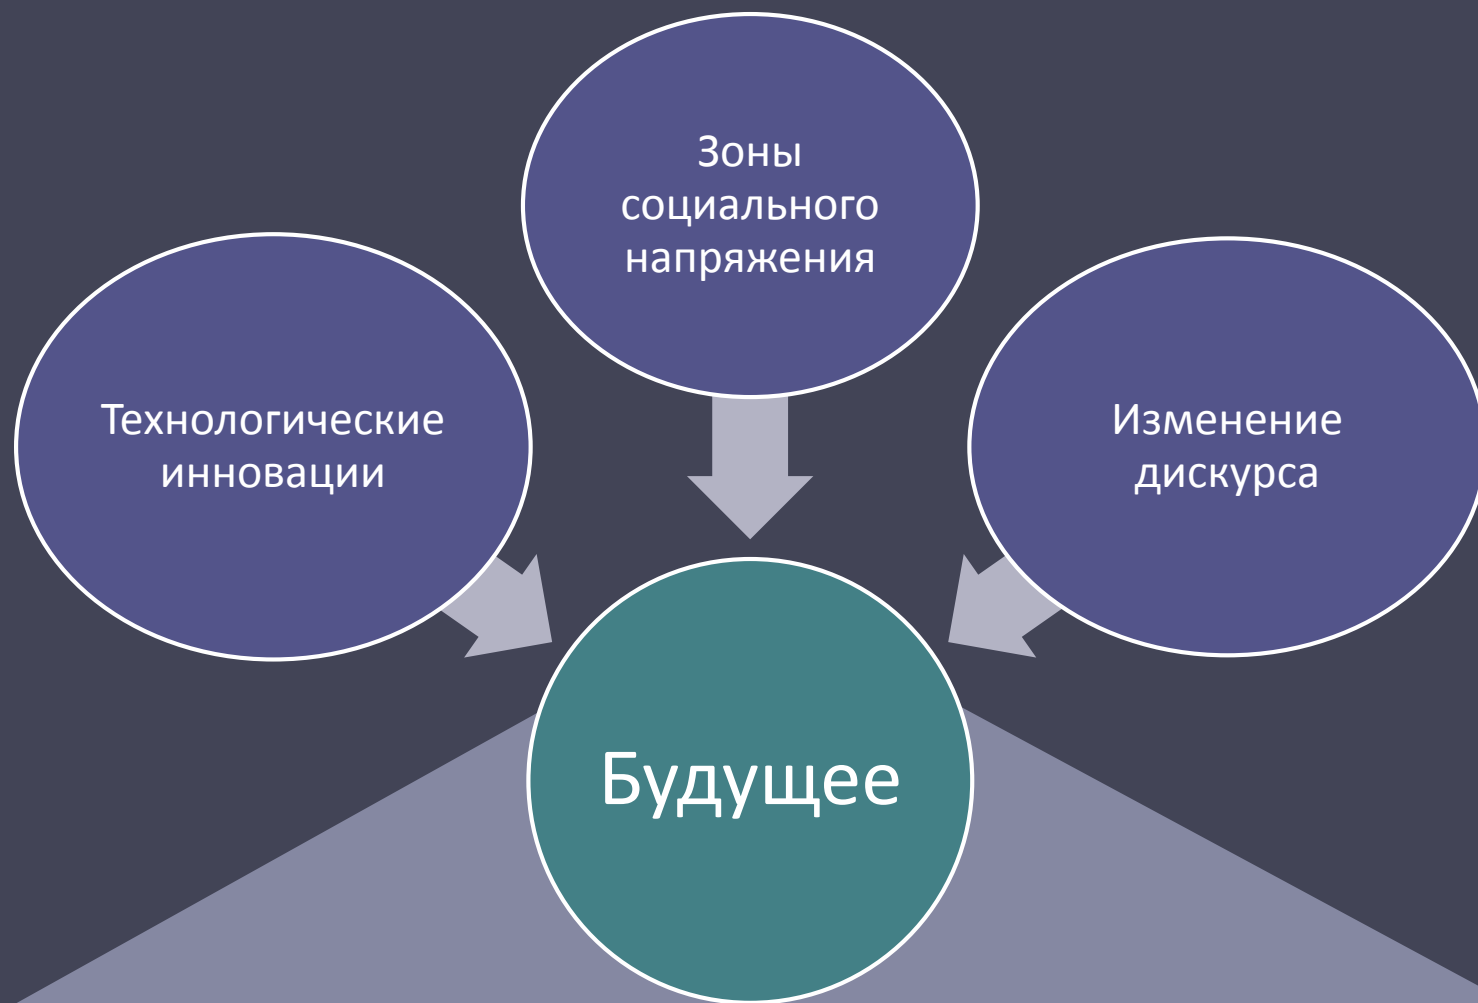 Зоны
социального
напряжения
Технологические
инновации
Изменение
дискурса
Будущее